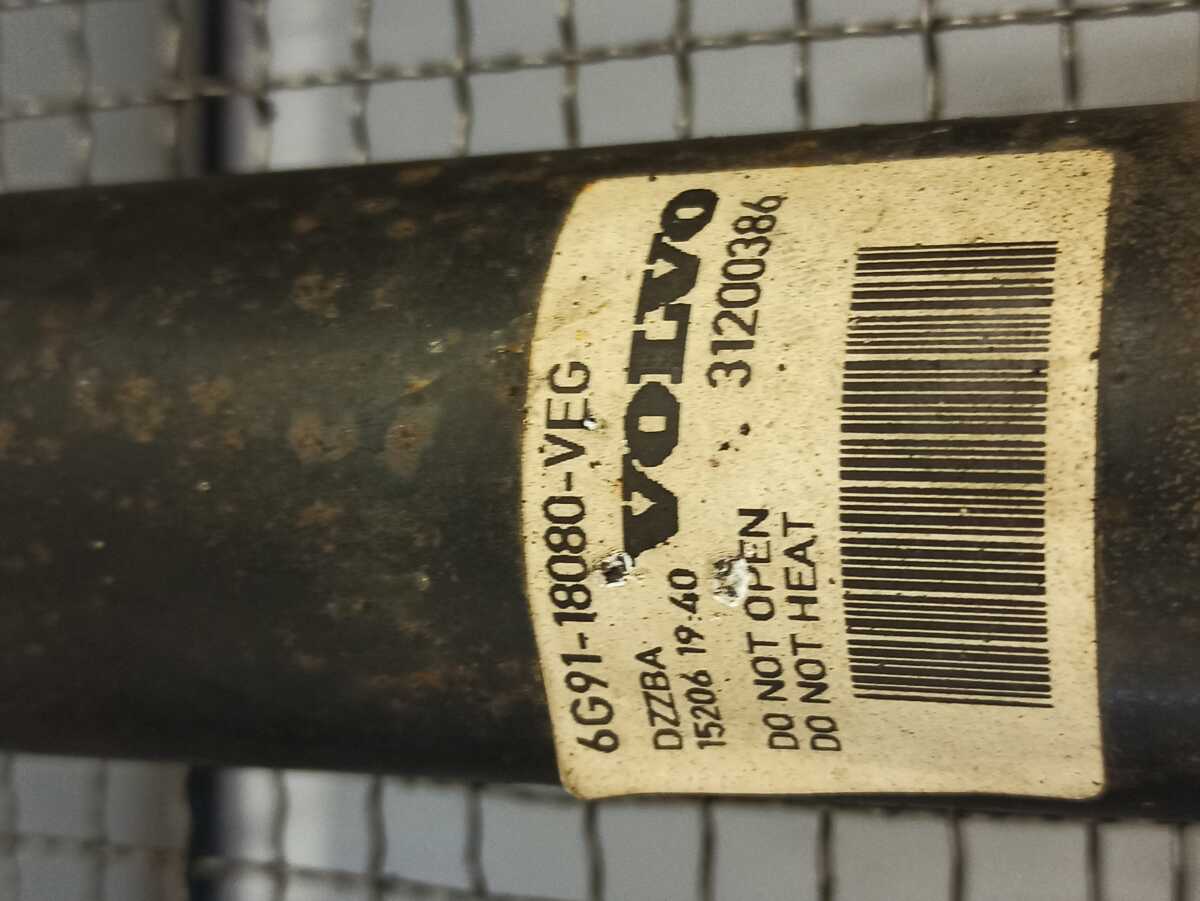 6G91-18080-VEG
VOLVO
DZZBA
15206 19:40
31200386
DO NOT OPEN
DO NOT HEAT